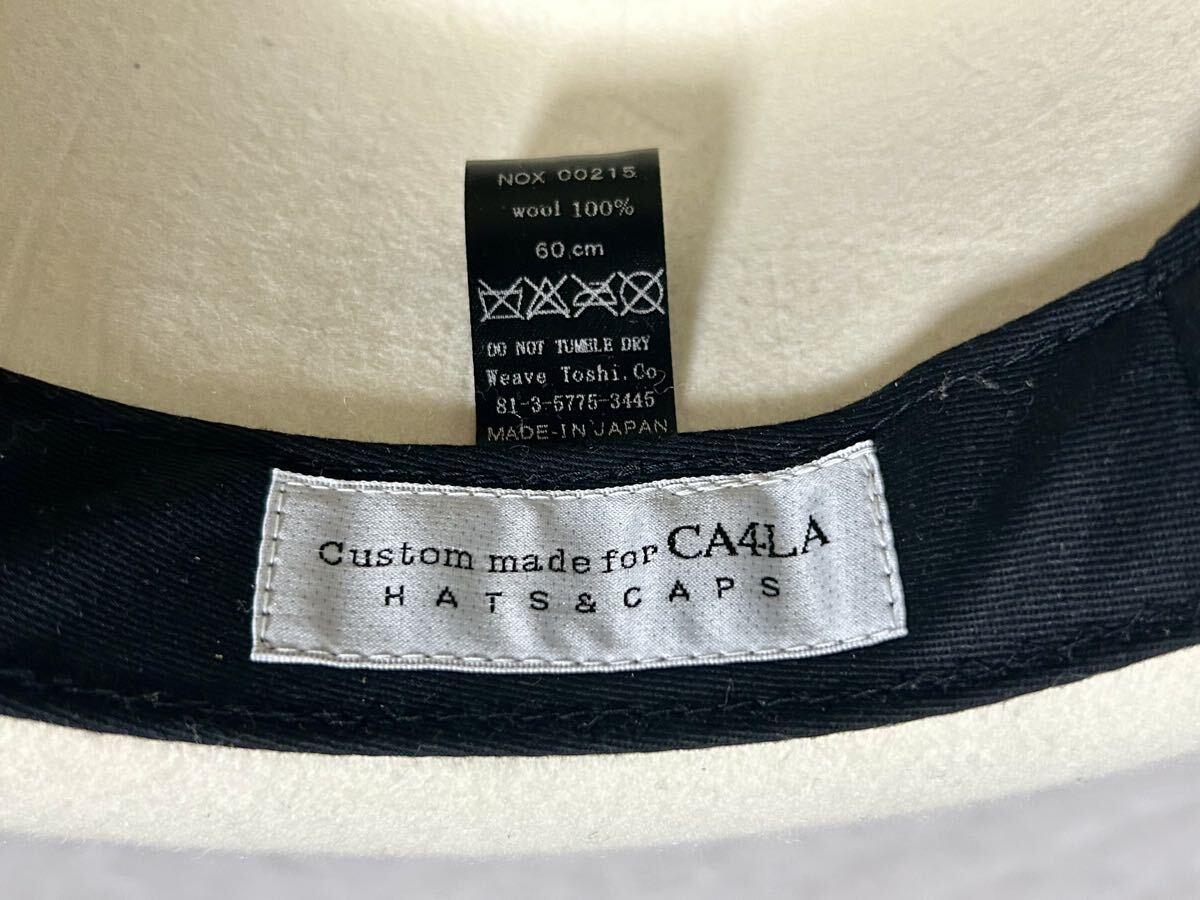 NOX 00215
wool 100%
60 cm
DO NOT TUMBLE DRY
Weave Toshi.Co
81-3-5775-3445
MADE-IN JAPAN
Custom made for CA4LA
HATS&CAPS